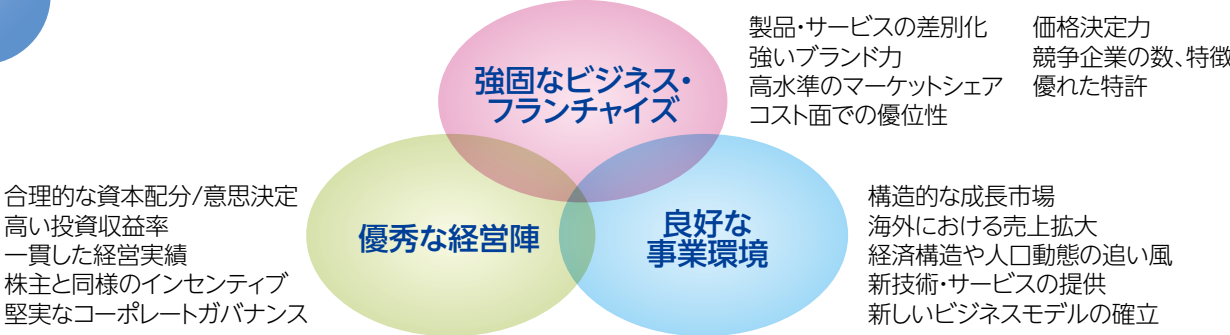 強固なビジネス・
フランチャイズ
製品・サービスの差別化
強いブランド力
高水準のマーケットシェア
コスト面での優位性
価格決定力
競争企業の数、特徴
優れた特許
合理的な資本配分/意思決定
高い投資収益率
一貫した経営実績
株主と同様のインセンティブ
堅実なコーポレートガバナンス
優秀な経営陣
良好な
事業環境
構造的な成長市場
海外における売上拡大
経済構造や人口動態の追い風
新技術・サービスの提供
新しいビジネスモデルの確立